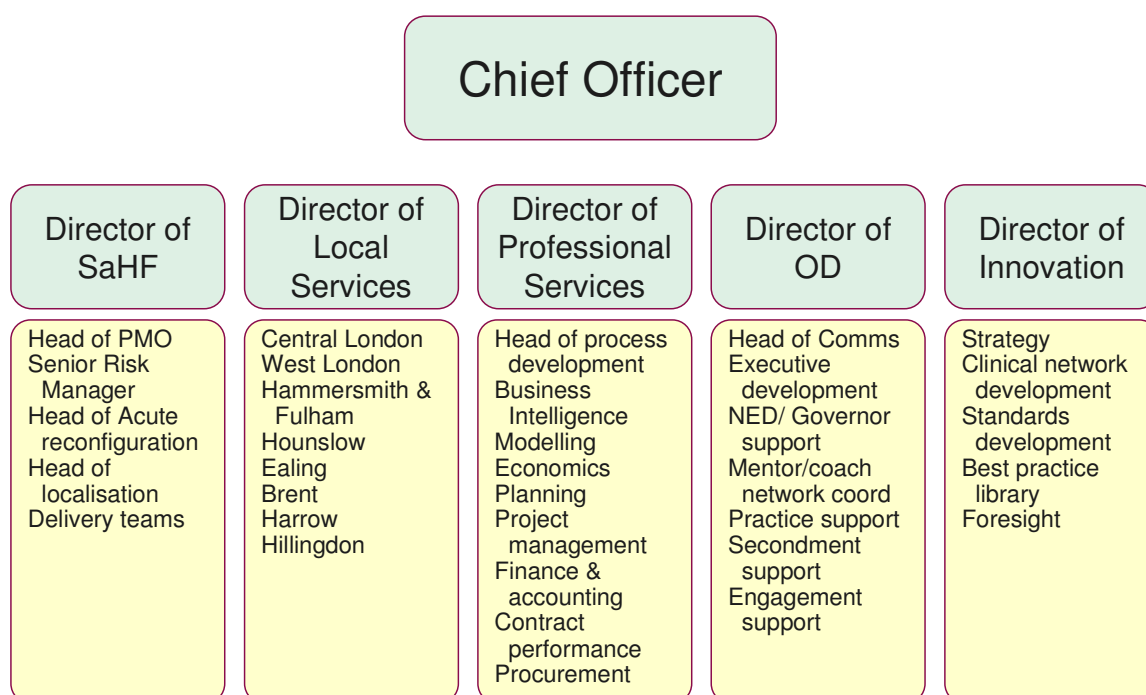 Chief Officer
Director of
SaHF
Director of
Local
Services
Director of
Professional
Services
Director of
OD
Director of
Innovation
Head of PMO
Senior Risk
Manager
Head of Acute
reconfiguration
Head of
localisation
Delivery teams
Central London
West London
Hammersmith &
Fulham
Hounslow
Ealing
Brent
Harrow
Hillingdon
Head of process
development
Business
Intelligence
Modelling
Economics
Planning
Project
management
Finance &
accounting
Contract
performance
Procurement
Head of Comms
Executive
development
NED/ Governor
support
Mentor/coach
network coord
Practice support
Secondment
support
Engagement
support
Strategy
Clinical network
development
Standards
development
Best practice
library
Foresight